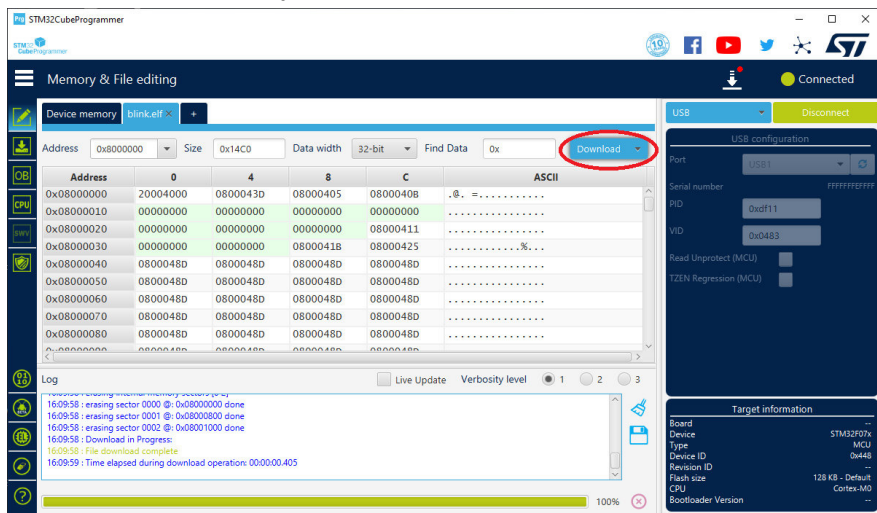 Prg STM32CubeProgrammer
STM32
CubeProgrammer
19
Memory & File editing
Connected
Device memory blink.elf × +
USB Disconnect
Address 0x8000000 Size 0x14C0 Data width 32-bit Find Data 0x Download
USB configuration
Port USB1
Serial number FFFFFFFEFFFF
PID 0xdf11
VID 0x0483
Read Unprotect (MCU)
TZEN Regression (MCU)
OB
CPU
SWV
Address 0 4 8 C ASCII
0x08000000 20004000 0800043D 08000405 0800040B .@. =...........
0x08000010 00000000 00000000 00000000 00000000 ................
0x08000020 00000000 00000000 00000000 08000411 ................
0x08000030 00000000 00000000 0800041B 08000425 ............%...
0x08000040 0800048D 0800048D 0800048D 0800048D ................
0x08000050 0800048D 0800048D 0800048D 0800048D ................
0x08000060 0800048D 0800048D 0800048D 0800048D ................
0x08000070 0800048D 0800048D 0800048D 0800048D ................
0x08000080 0800048D 0800048D 0800048D 0800048D ................
Log Live Update Verbosity level 1 2 3
16:09:58 : erasing sector 0000 @: 0x08000000 done
16:09:58 : erasing sector 0001 @: 0x08000800 done
16:09:58 : erasing sector 0002 @: 0x08001000 done
16:09:58 : Download in Progress:
16:09:58 : File download complete
16:09:59 : Time elapsed during download operation: 00:00:00.405
100%
Target information
Board --
Device STM32F07x
Type MCU
Device ID 0x448
Revision ID --
Flash size 128 KB - Default
CPU Cortex-M0
Bootloader Version --